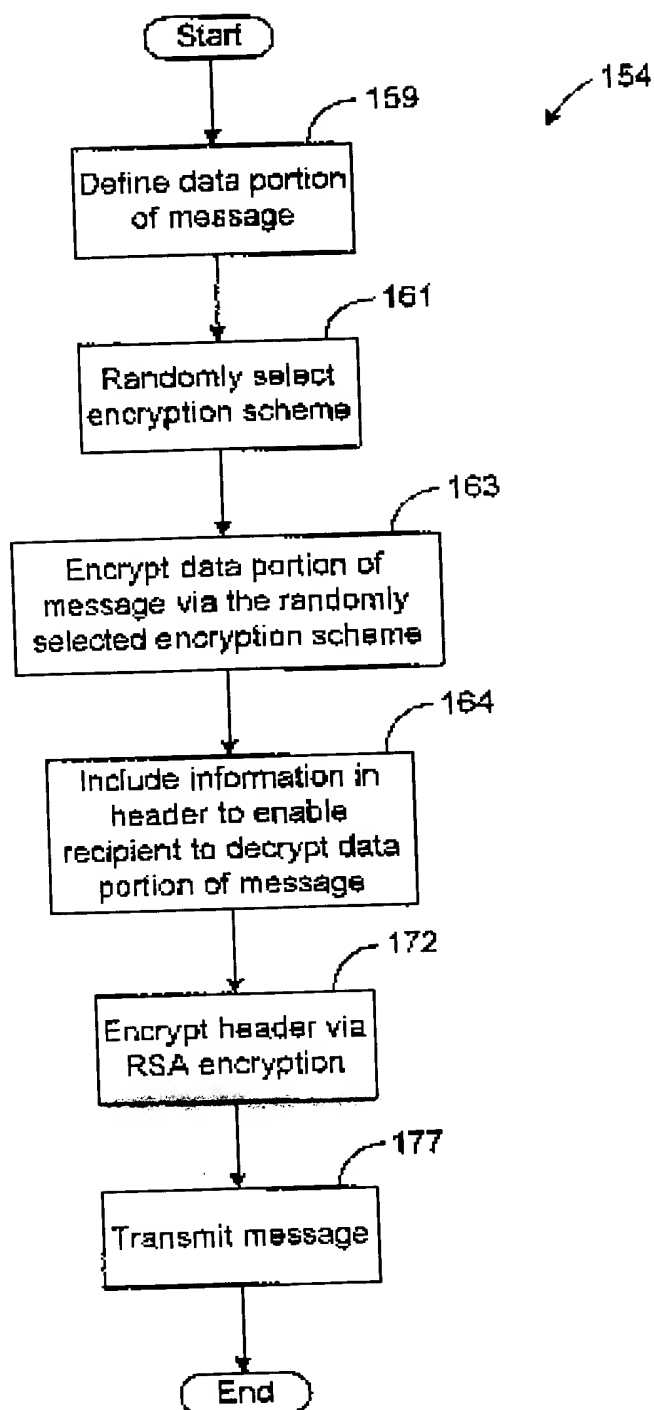 Start
154
159
Define data portion
of message
161
Randomly select
encryption scheme
163
Encrypt data portion of
message via the randomly
selected encryption scheme
164
Include information in
header to enable
recipient to decrypt data
portion of message
172
Encrypt header via
RSA encryption
177
Transmit message
End